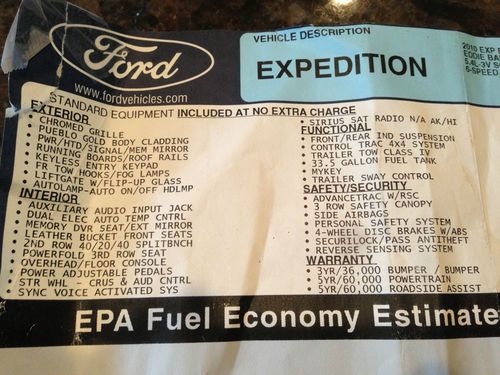 Ford
www.fordvehicles.com
VEHICLE DESCRIPTION
EXPEDITION
2010 EXP
EDDIE
5.4L-3V
6-SPEED
STANDARD EQUIPMENT INCLUDED AT NO EXTRA CHARGE
EXTERIOR
• CHROMED GRILLE
• PUEBLO GOLD BODY CLADDING
• PWR/HTD/SIGNAL/MEM MIRROR
• RUNNING BOARDS/ROOF RAILS
• KEYLESS ENTRY KEYPAD
• FR TOW HOOKS/FOG LAMPS
• LIFTGATE W/FLIP-UP GLASS
• AUTOLAMP-AUTO ON/OFF HDLMP
INTERIOR
• AUXILIARY AUDIO INPUT JACK
• DUAL ELEC AUTO TEMP CNTRL
• MEMORY DVR SEAT/EXT MIRROR
• LEATHER BUCKET FRONT SEATS
• 2ND ROW 40/20/40 SPLITBNCH
• POWERFOLD 3RD ROW SEAT
• OVERHEAD/FLOOR CONSOLE
• POWER ADJUSTABLE PEDALS
• STR WHL - CRUS & AUD CNTRL
• SYNC VOICE ACTIVATED SYS
• SIRIUS SAT RADIO N/A AK/HI
FUNCTIONAL
• FRONT/REAR IND SUSPENSION
• CONTROL TRAC 4X4 SYSTEM
• TRAILER TOW CLASS IV
• 33.5 GALLON FUEL TANK
• MYKEY
• TRAILER SWAY CONTROL
SAFETY/SECURITY
• ADVANCETRAC W/RSC
• 3 ROW SAFETY CANOPY
• SIDE AIRBAGS
• PERSONAL SAFETY SYSTEM
• 4-WHEEL DISC BRAKES W/ABS
• SECURILOCK/PASS ANTITHEFT
• REVERSE SENSING SYSTEM
WARRANTY
• 3YR/36,000 BUMPER / BUMPER
• 5YR/60,000 POWERTRAIN
• 5YR/60,000 ROADSIDE ASSIST
EPA Fuel Economy Estimate